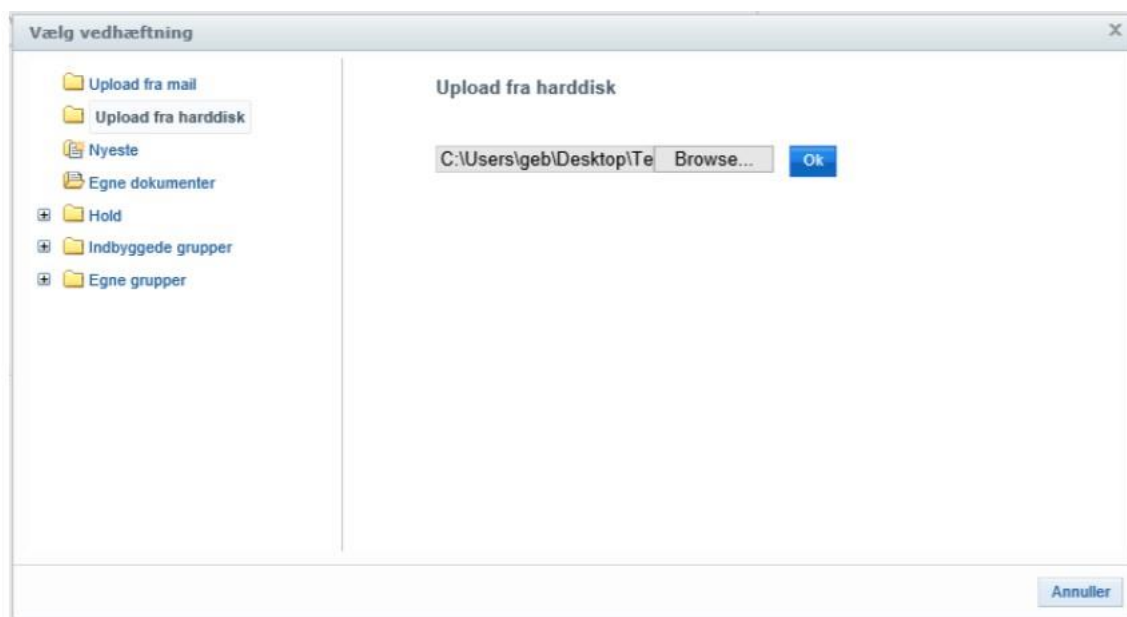 Vælg vedhæftning
X
Upload fra mail
Upload fra harddisk
Nyeste
Egne dokumenter
Hold
Indbyggede grupper
Egne grupper
Upload fra harddisk
C:\Users\geb\Desktop\Te Browse... Ok
Annuller